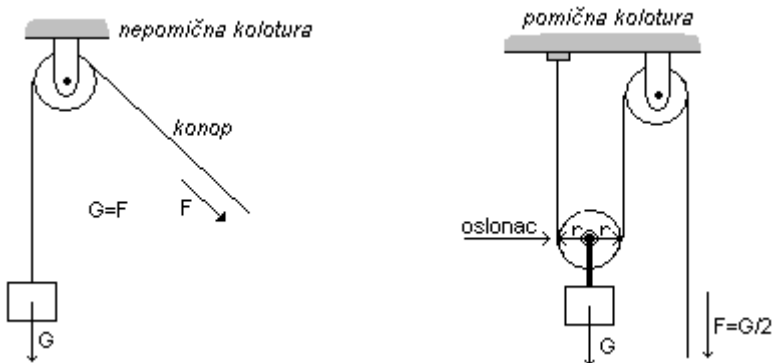 nepomična kolotura
konop
G=F
F
G
pomična kolotura
oslonac
r r
G
F=G/2